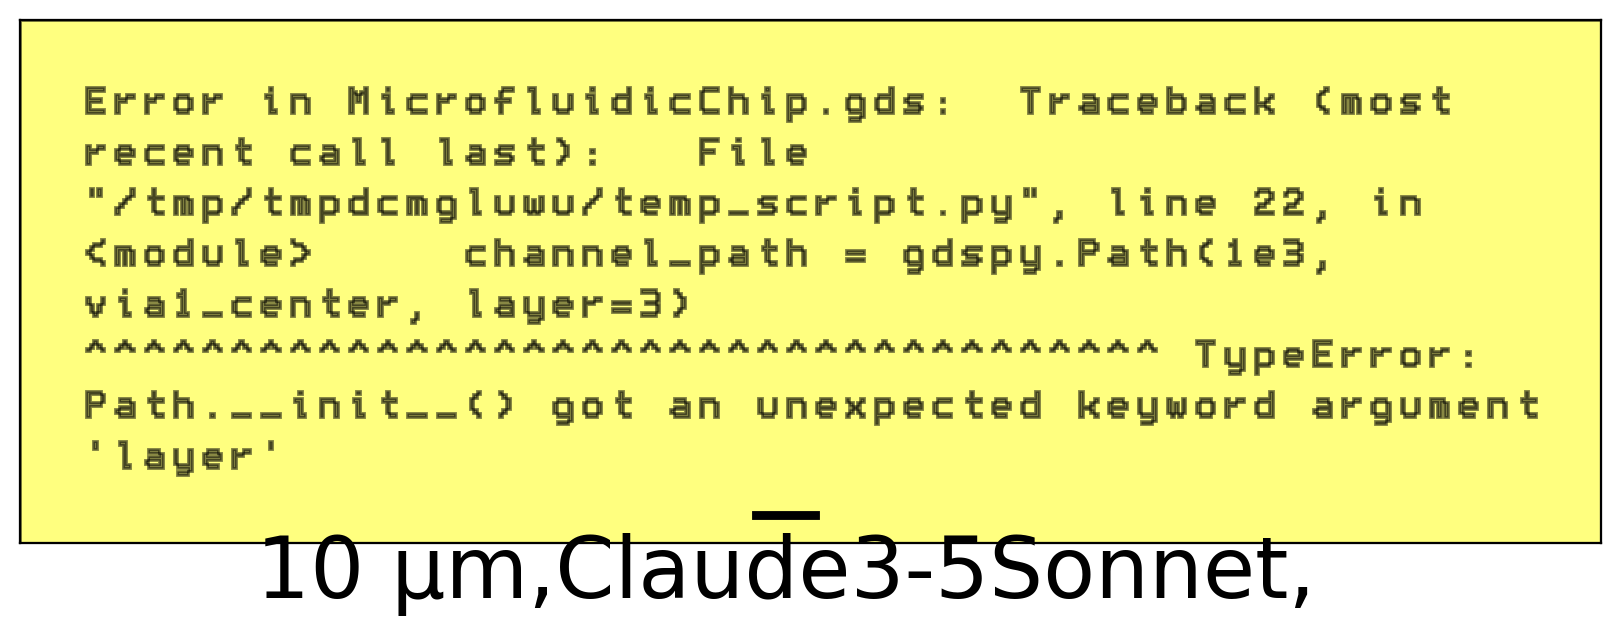 Error in MicrofluidicChip.gds:  Traceback (most
recent call last):   File
"/tmp/tmpdcmgluwu/temp_script.py", line 22, in
<module>     channel_path = gdspy.Path(1e3,
via1_center, layer=3)
^^^^^^^^^^^^^^^^^^^^^^^^^^^^^^^^^^^^^ TypeError:
Path.__init__() got an unexpected keyword argument
'layer'
10 µm,Claude3-5Sonnet,